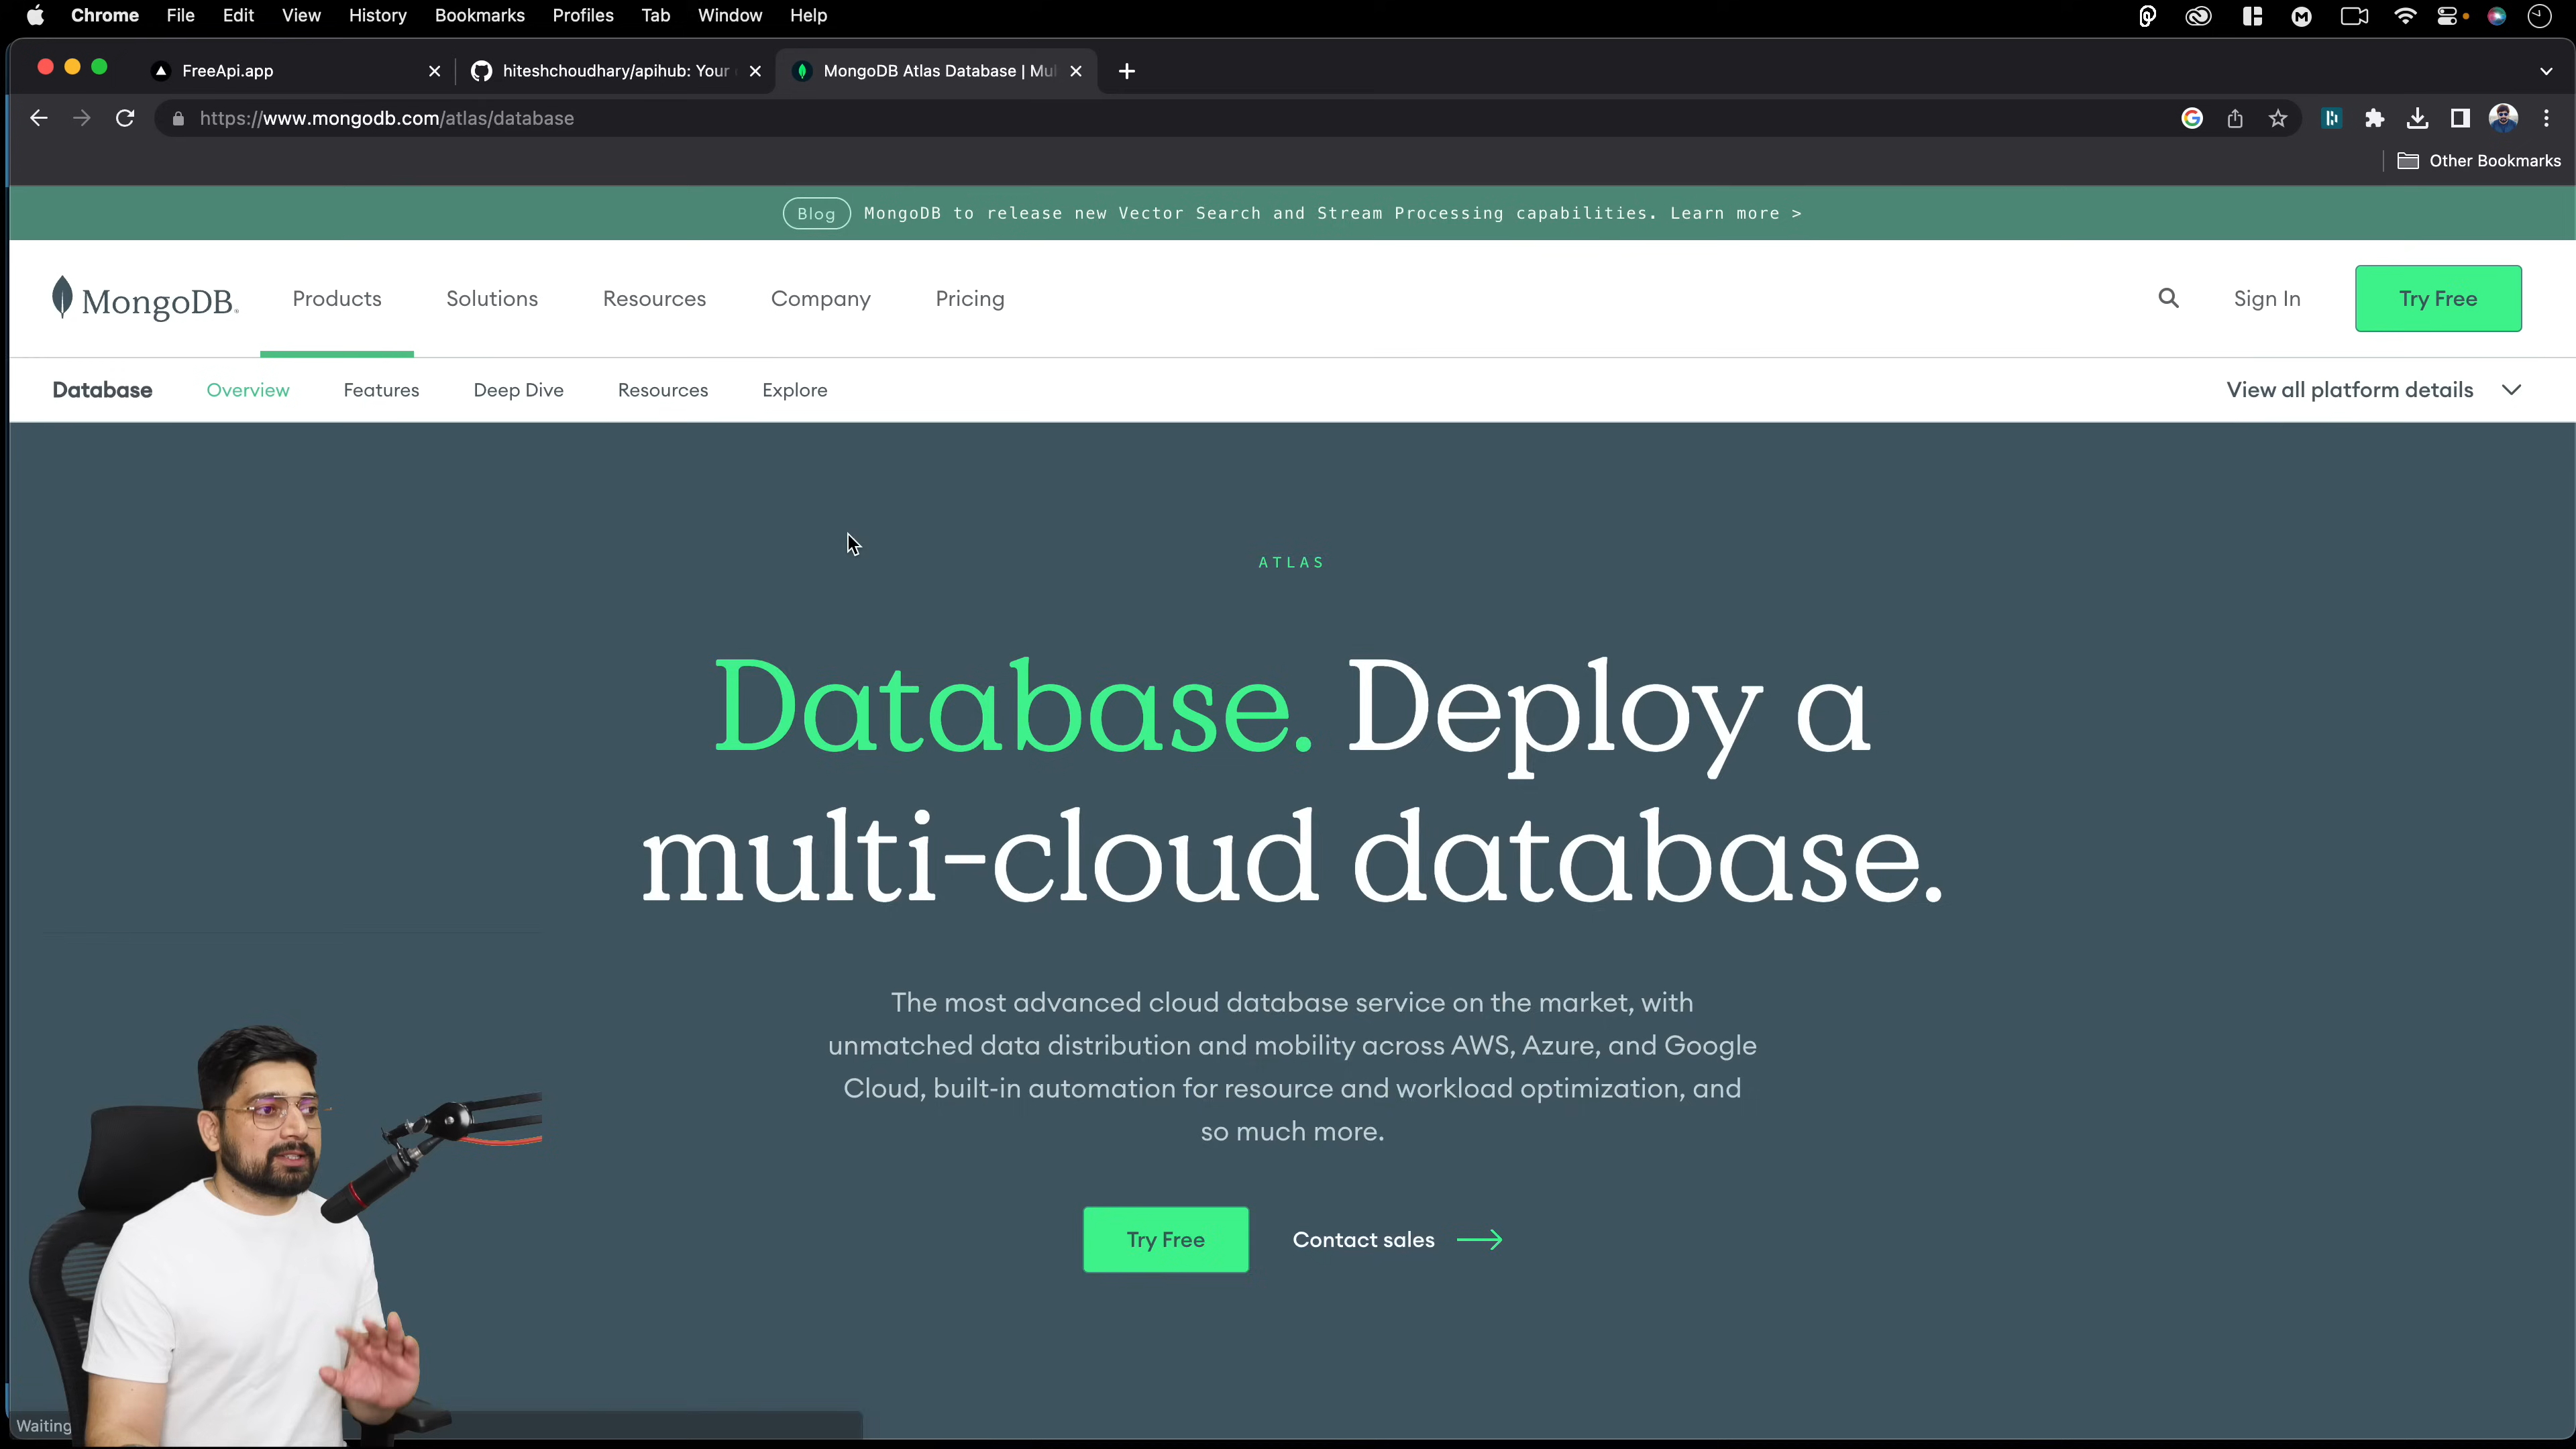 Chrome File Edit View History Bookmarks Profiles Tab Window Help
FreeApi.app
hiteshchoudhary/apihub: Your
MongoDB Atlas Database | Mul
https://www.mongodb.com/atlas/database
Other Bookmarks
Blog MongoDB to release new Vector Search and Stream Processing capabilities. Learn more >
MongoDB. Products Solutions Resources Company Pricing Sign In Try Free
Database Overview Features Deep Dive Resources Explore View all platform details
ATLAS
Database. Deploy a
multi-cloud database.
The most advanced cloud database service on the market, with
unmatched data distribution and mobility across AWS, Azure, and Google
Cloud, built-in automation for resource and workload optimization, and
so much more.
Try Free Contact sales
Waiting